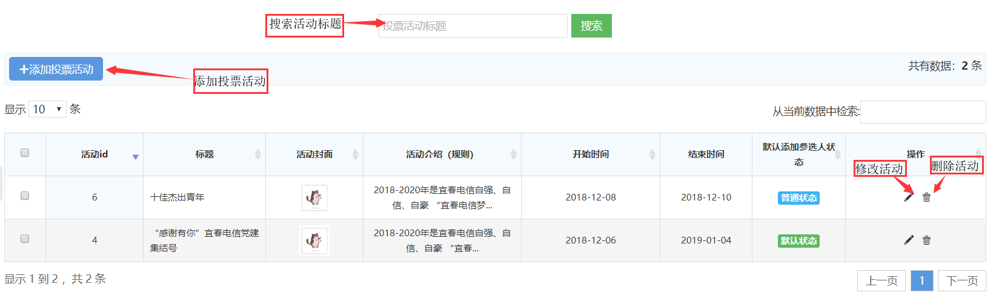 搜索活动标题
投票活动标题
搜索
+添加投票活动
添加投票活动
共有数据：2 条
显示 10 条
从当前数据中检索:
活动id 标题 活动封面 活动介绍（规则） 开始时间 结束时间 默认添加参选人状
态
操作
修改活动
删除活动
6 十佳杰出青年 2018-2020年是宜春电信自强、自
信、自豪 “宜春电信梦...
2018-12-08 2018-12-10 普通状态
4 “感谢有你”宜春电信党建
集结号
2018-2020年是宜春电信自强、自
信、自豪 “宜春...
2018-12-06 2019-01-04 默认状态
显示 1 到 2 ，共 2 条
上一页 1 下一页